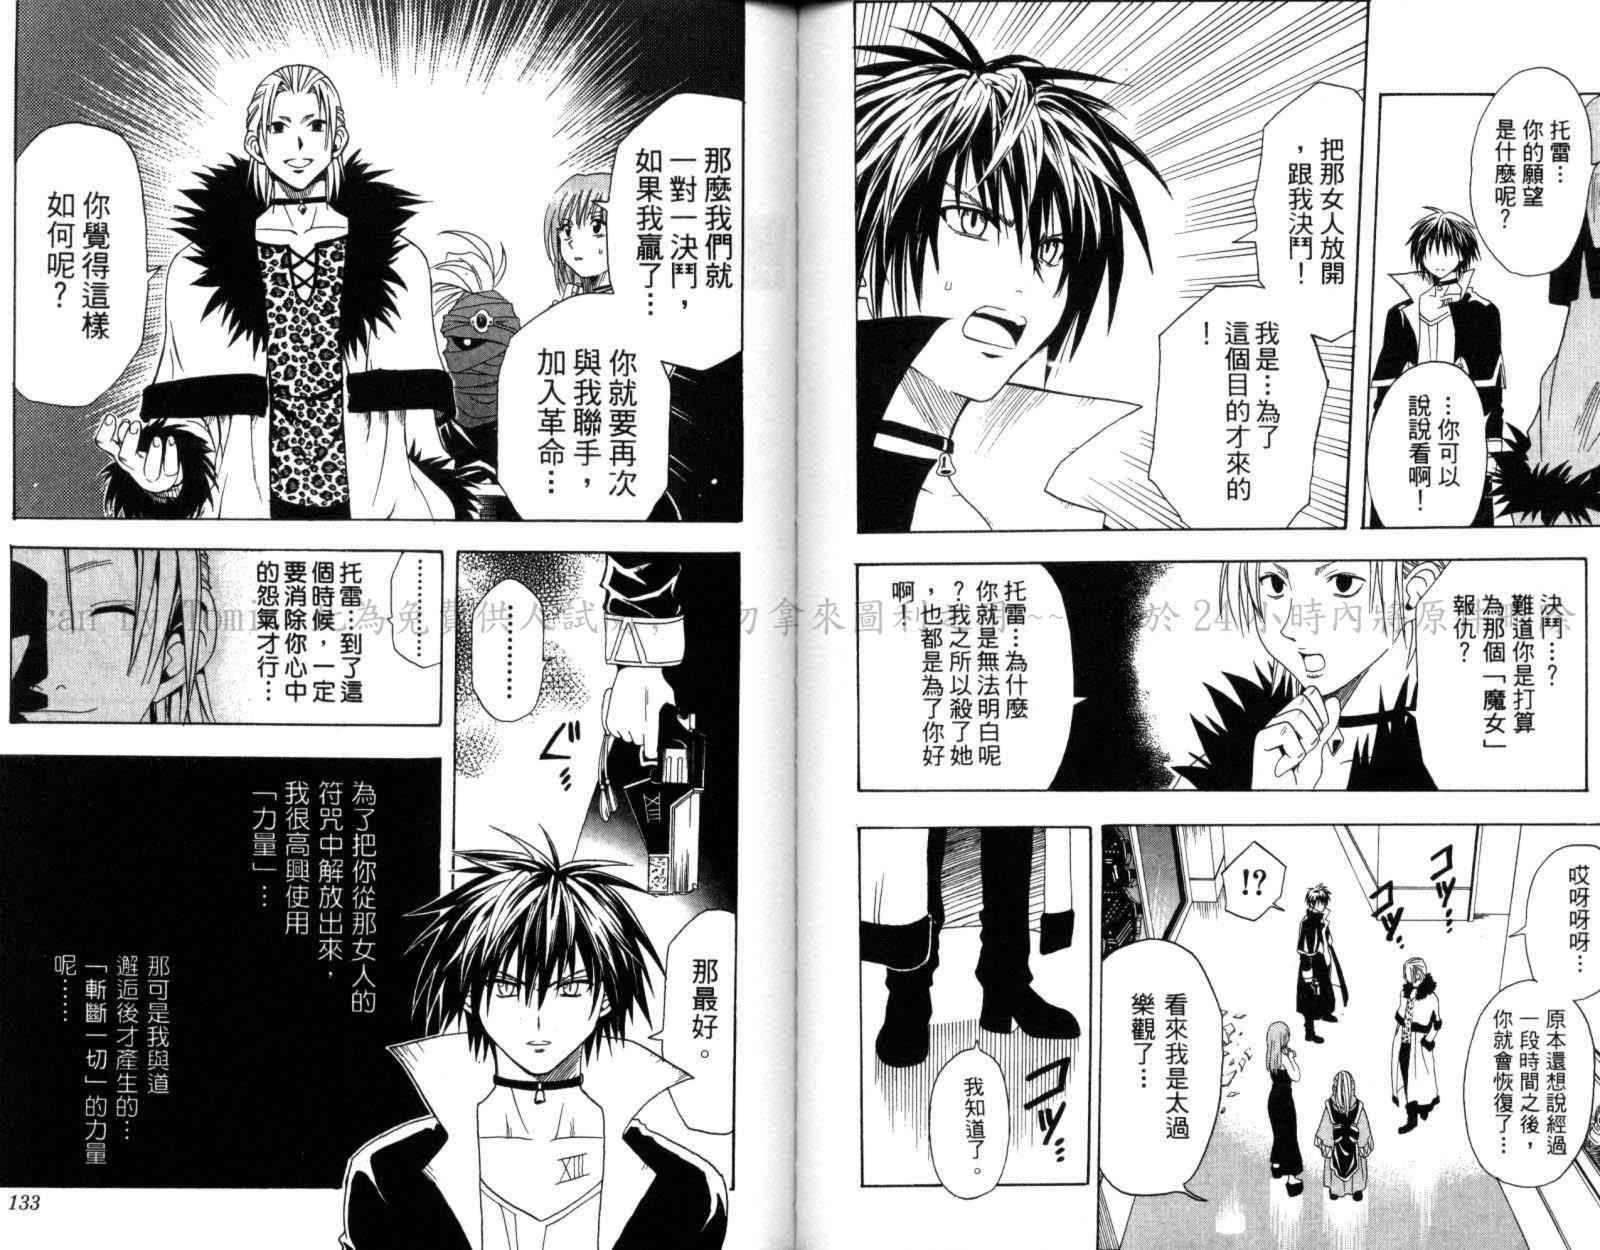 托雷…
你的願望
是什麼呢?
…你可以
說說看啊!
把那女人放開
,跟我決鬥!
我是…為了
這個目的才來的
!
決鬥…?
難道你是打算
為那個「魔女」
報仇?
托雷…為什麼
你就是無法明白呢
?我之所以殺了她
,也都是為了你好
啊
哎呀呀呀…
原本還想說經過
一段時間之後,
你就會恢復了…
コツ
コツ
!?
看來我是太過
樂觀了…
コツ
我知道了。
那麼我們就
一對一決鬥,
如果我贏了…
你就要再次
與我聯手,
加入革命…
你覺得這樣
如何呢?
…………
ぐ
XIII
…………
托雷…到了這
個時候,一定
要消除你心中
的怨氣才行…
那最好。
XIII
為了把你從那女人的
符咒中解放出來,
我很高興使用
「力量」…
那可是我與道
邂逅後才產生的…
「斬斷一切」的力量
呢……
133